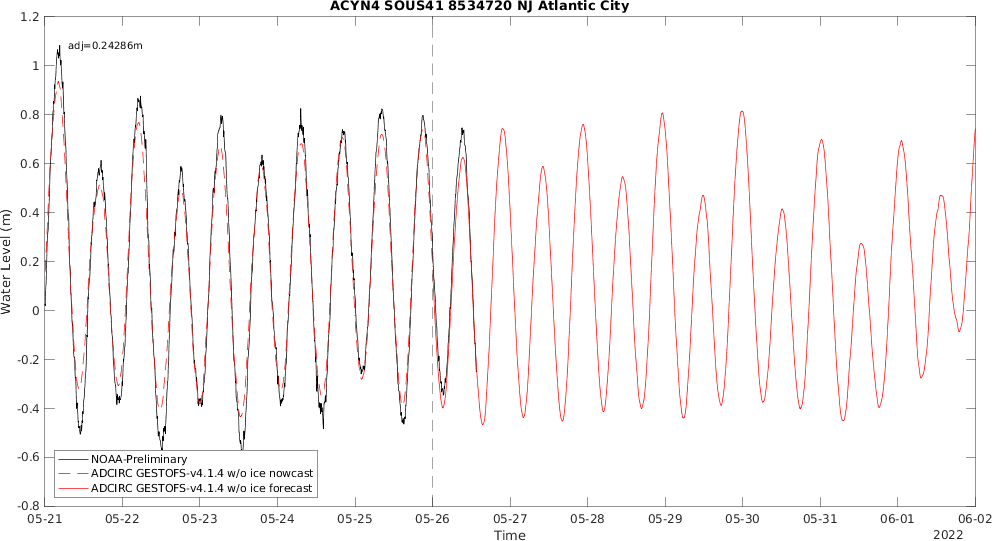 ACYN4 SOUS41 8534720 NJ Atlantic City
adj=0.24286m
1.2
1
0.8
0.6
0.4
0.2
0
-0.2
-0.4
-0.6
-0.8
Water Level (m)
NOAA-Preliminary
ADCIRC GESTOFS-v4.1.4 w/o ice nowcast
ADCIRC GESTOFS-v4.1.4 w/o ice forecast
05-21 05-22 05-23 05-24 05-25 05-26 05-27 05-28 05-29 05-30 05-31 06-01 06-02
Time
2022